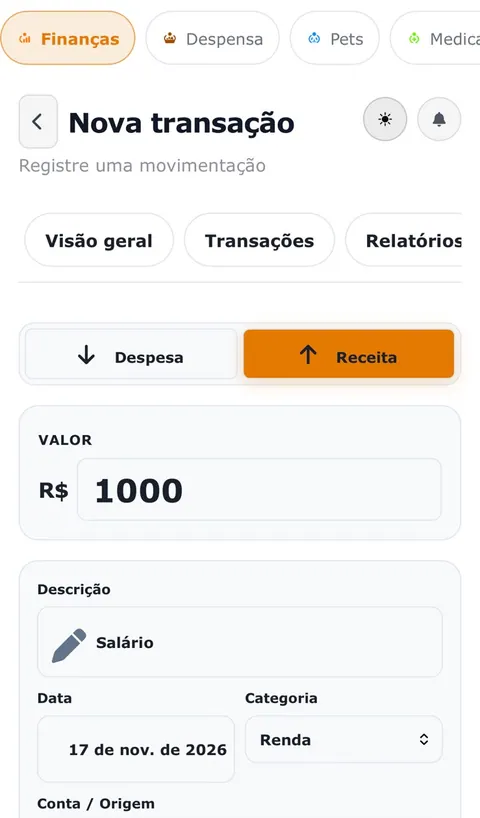 Finanças
Despensa
Pets
Medica
Nova transação
Registre uma movimentação
Visão geral
Transações
Relatórios
Despesa
Receita
VALOR
R$ 1000
Descrição
Salário
Data
Categoria
17 de nov. de 2026
Renda
Conta / Origem